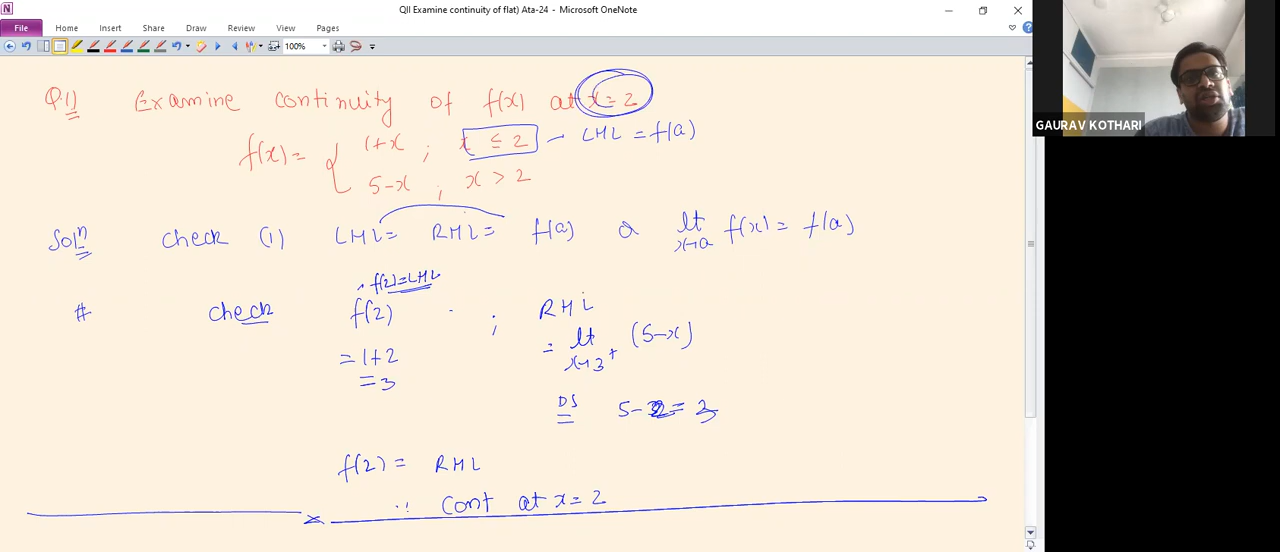 QII Examine continuity of f(at) Ata-24 - Microsoft OneNote
File Home Insert Share Draw Review View
100%
GAURAV KOTHARI
Q.1) Examine continuity of f(x) at x=2
f(x) = { 1+x ; x ≤ 2 – LHL = f(a)
5-x ; x > 2
Solⁿ Check (1) LHL = RHL = f(a) or lt x→a f(x) = f(a)
f(2)=LHL
# Check f(2) ; RHL
= 1+2
= 3
= lt x→3+ (5-x)
DS 5-2 = 3
f(2) = RHL
∴ Cont at x=2